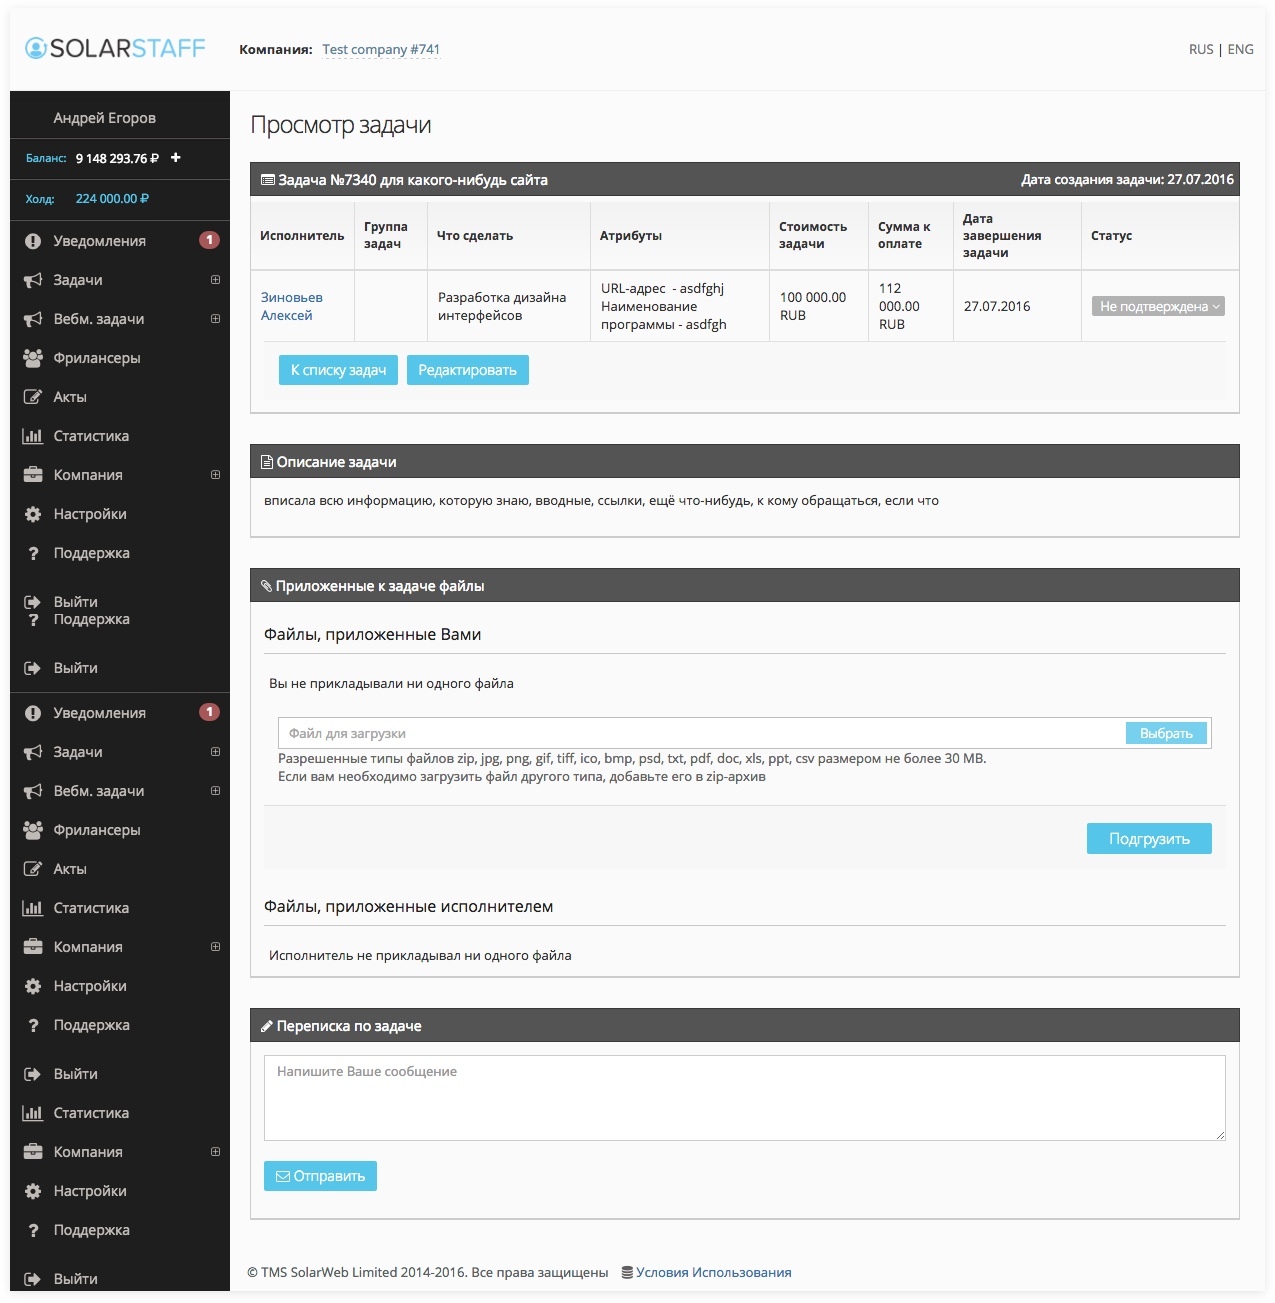 SOLARSTAFF
Компания: Test company #741
RUS | ENG
Андрей Егоров
Баланс: 9 148 293.76 ₽ +
Холд: 224 000.00 ₽
Уведомления 1
Задачи
Вебм. задачи
Фрилансеры
Акты
Статистика
Компания
Настройки
? Поддержка
Выйти
? Поддержка
Выйти
Уведомления 1
Задачи
Вебм. задачи
Фрилансеры
Акты
Статистика
Компания
Настройки
? Поддержка
Выйти
Статистика
Компания
Настройки
? Поддержка
Выйти
Просмотр задачи
Задача №7340 для какого-нибудь сайта
Дата создания задачи: 27.07.2016
Исполнитель
Группа
задач
Что сделать
Атрибуты
Стоимость
задачи
Сумма к
оплате
Дата
завершения
задачи
Статус
Зиновьев
Алексей
Разработка дизайна
интерфейсов
URL-адрес - asdfghj
Наименование
программы - asdfgh
100 000.00
RUB
112
000.00
RUB
27.07.2016
Не подтверждена
К списку задач
Редактировать
Описание задачи
вписала всю информацию, которую знаю, вводные, ссылки, ещё что-нибудь, к кому обращаться, если что
Приложенные к задаче файлы
Файлы, приложенные Вами
Вы не прикладывали ни одного файла
Файл для загрузки
Выбрать
Разрешенные типы файлов zip, jpg, png, gif, tiff, ico, bmp, psd, txt, pdf, doc, xls, ppt, csv размером не более 30 MB.
Если вам необходимо загрузить файл другого типа, добавьте его в zip-архив
Подгрузить
Файлы, приложенные исполнителем
Исполнитель не прикладывал ни одного файла
Переписка по задаче
Напишите Ваше сообщение
Отправить
© TMS SolarWeb Limited 2014-2016. Все права защищены
Условия Использования